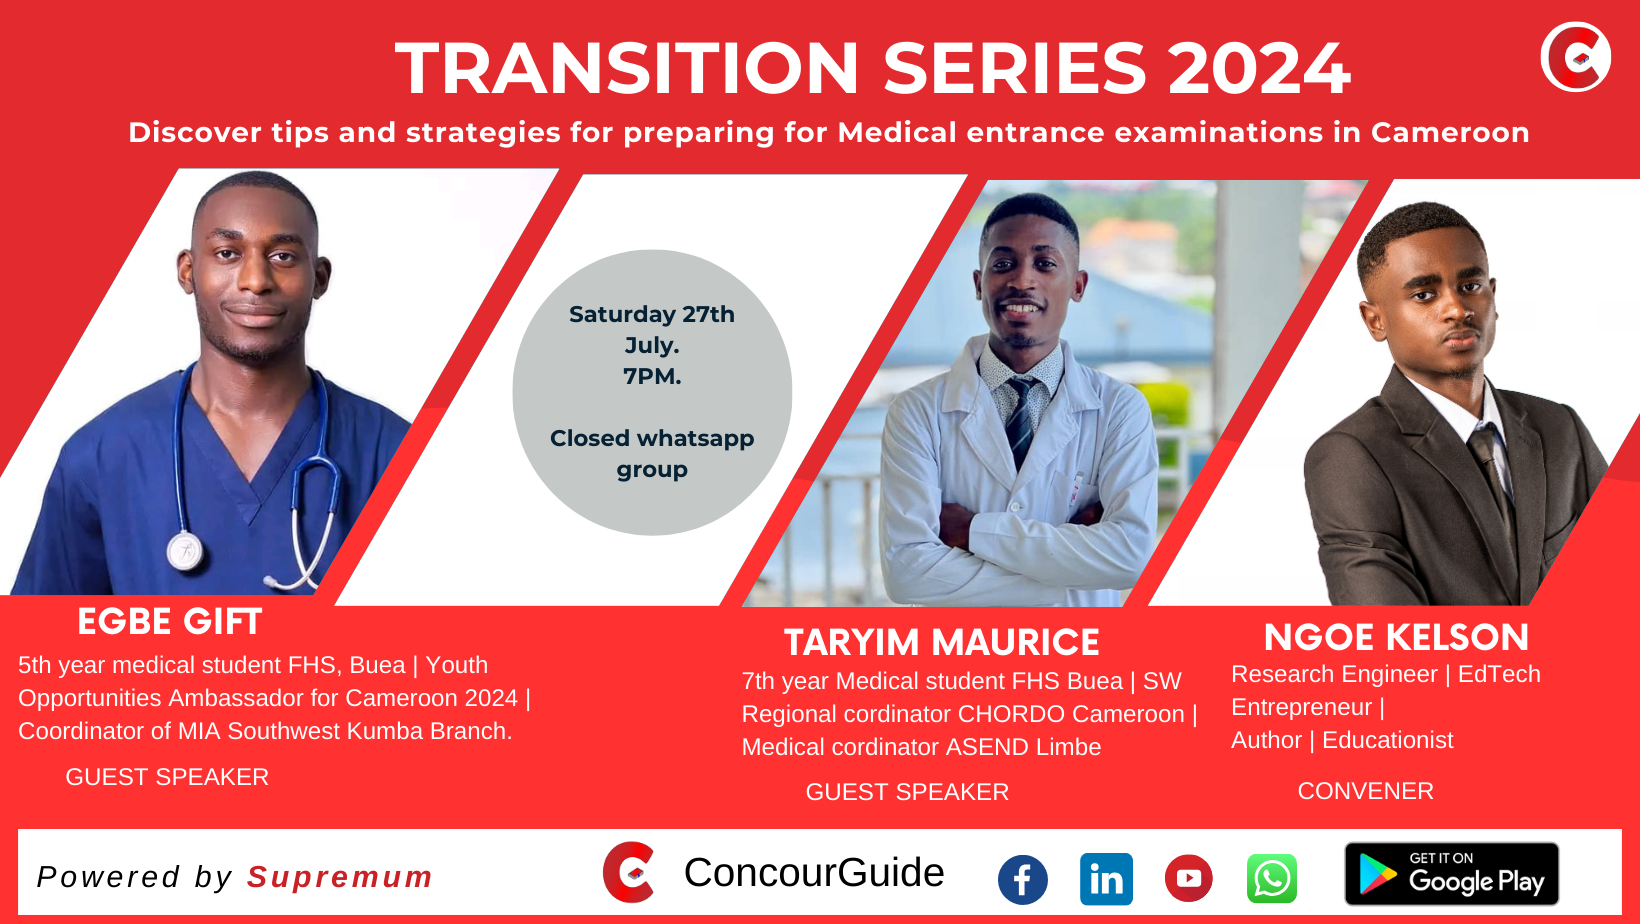 TRANSITION SERIES 2024
Discover tips and strategies for preparing for Medical entrance examinations in Cameroon
Saturday 27th
July.
7PM.
Closed whatsapp
group
EGBE GIFT
5th year medical student FHS, Buea | Youth
Opportunities Ambassador for Cameroon 2024 |
Coordinator of MIA Southwest Kumba Branch.
GUEST SPEAKER
TARYIM MAURICE
7th year Medical student FHS Buea | SW
Regional cordinator CHORDO Cameroon |
Medical cordinator ASEND Limbe
GUEST SPEAKER
NGOE KELSON
Research Engineer | EdTech
Entrepreneur |
Author | Educationist
CONVENER
Powered by Supremum
ConcourGuide
GET IT ON
Google Play